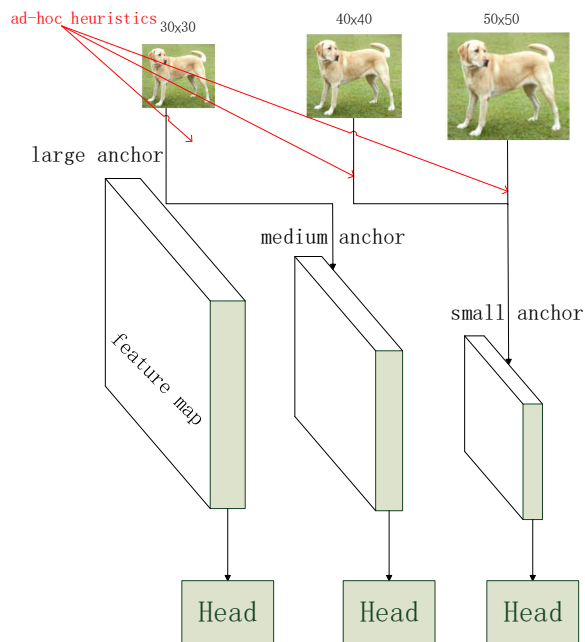 ad-hoc heuristics
30x30
40x40
50x50
large anchor
medium anchor
small anchor
feature map
Head
Head
Head